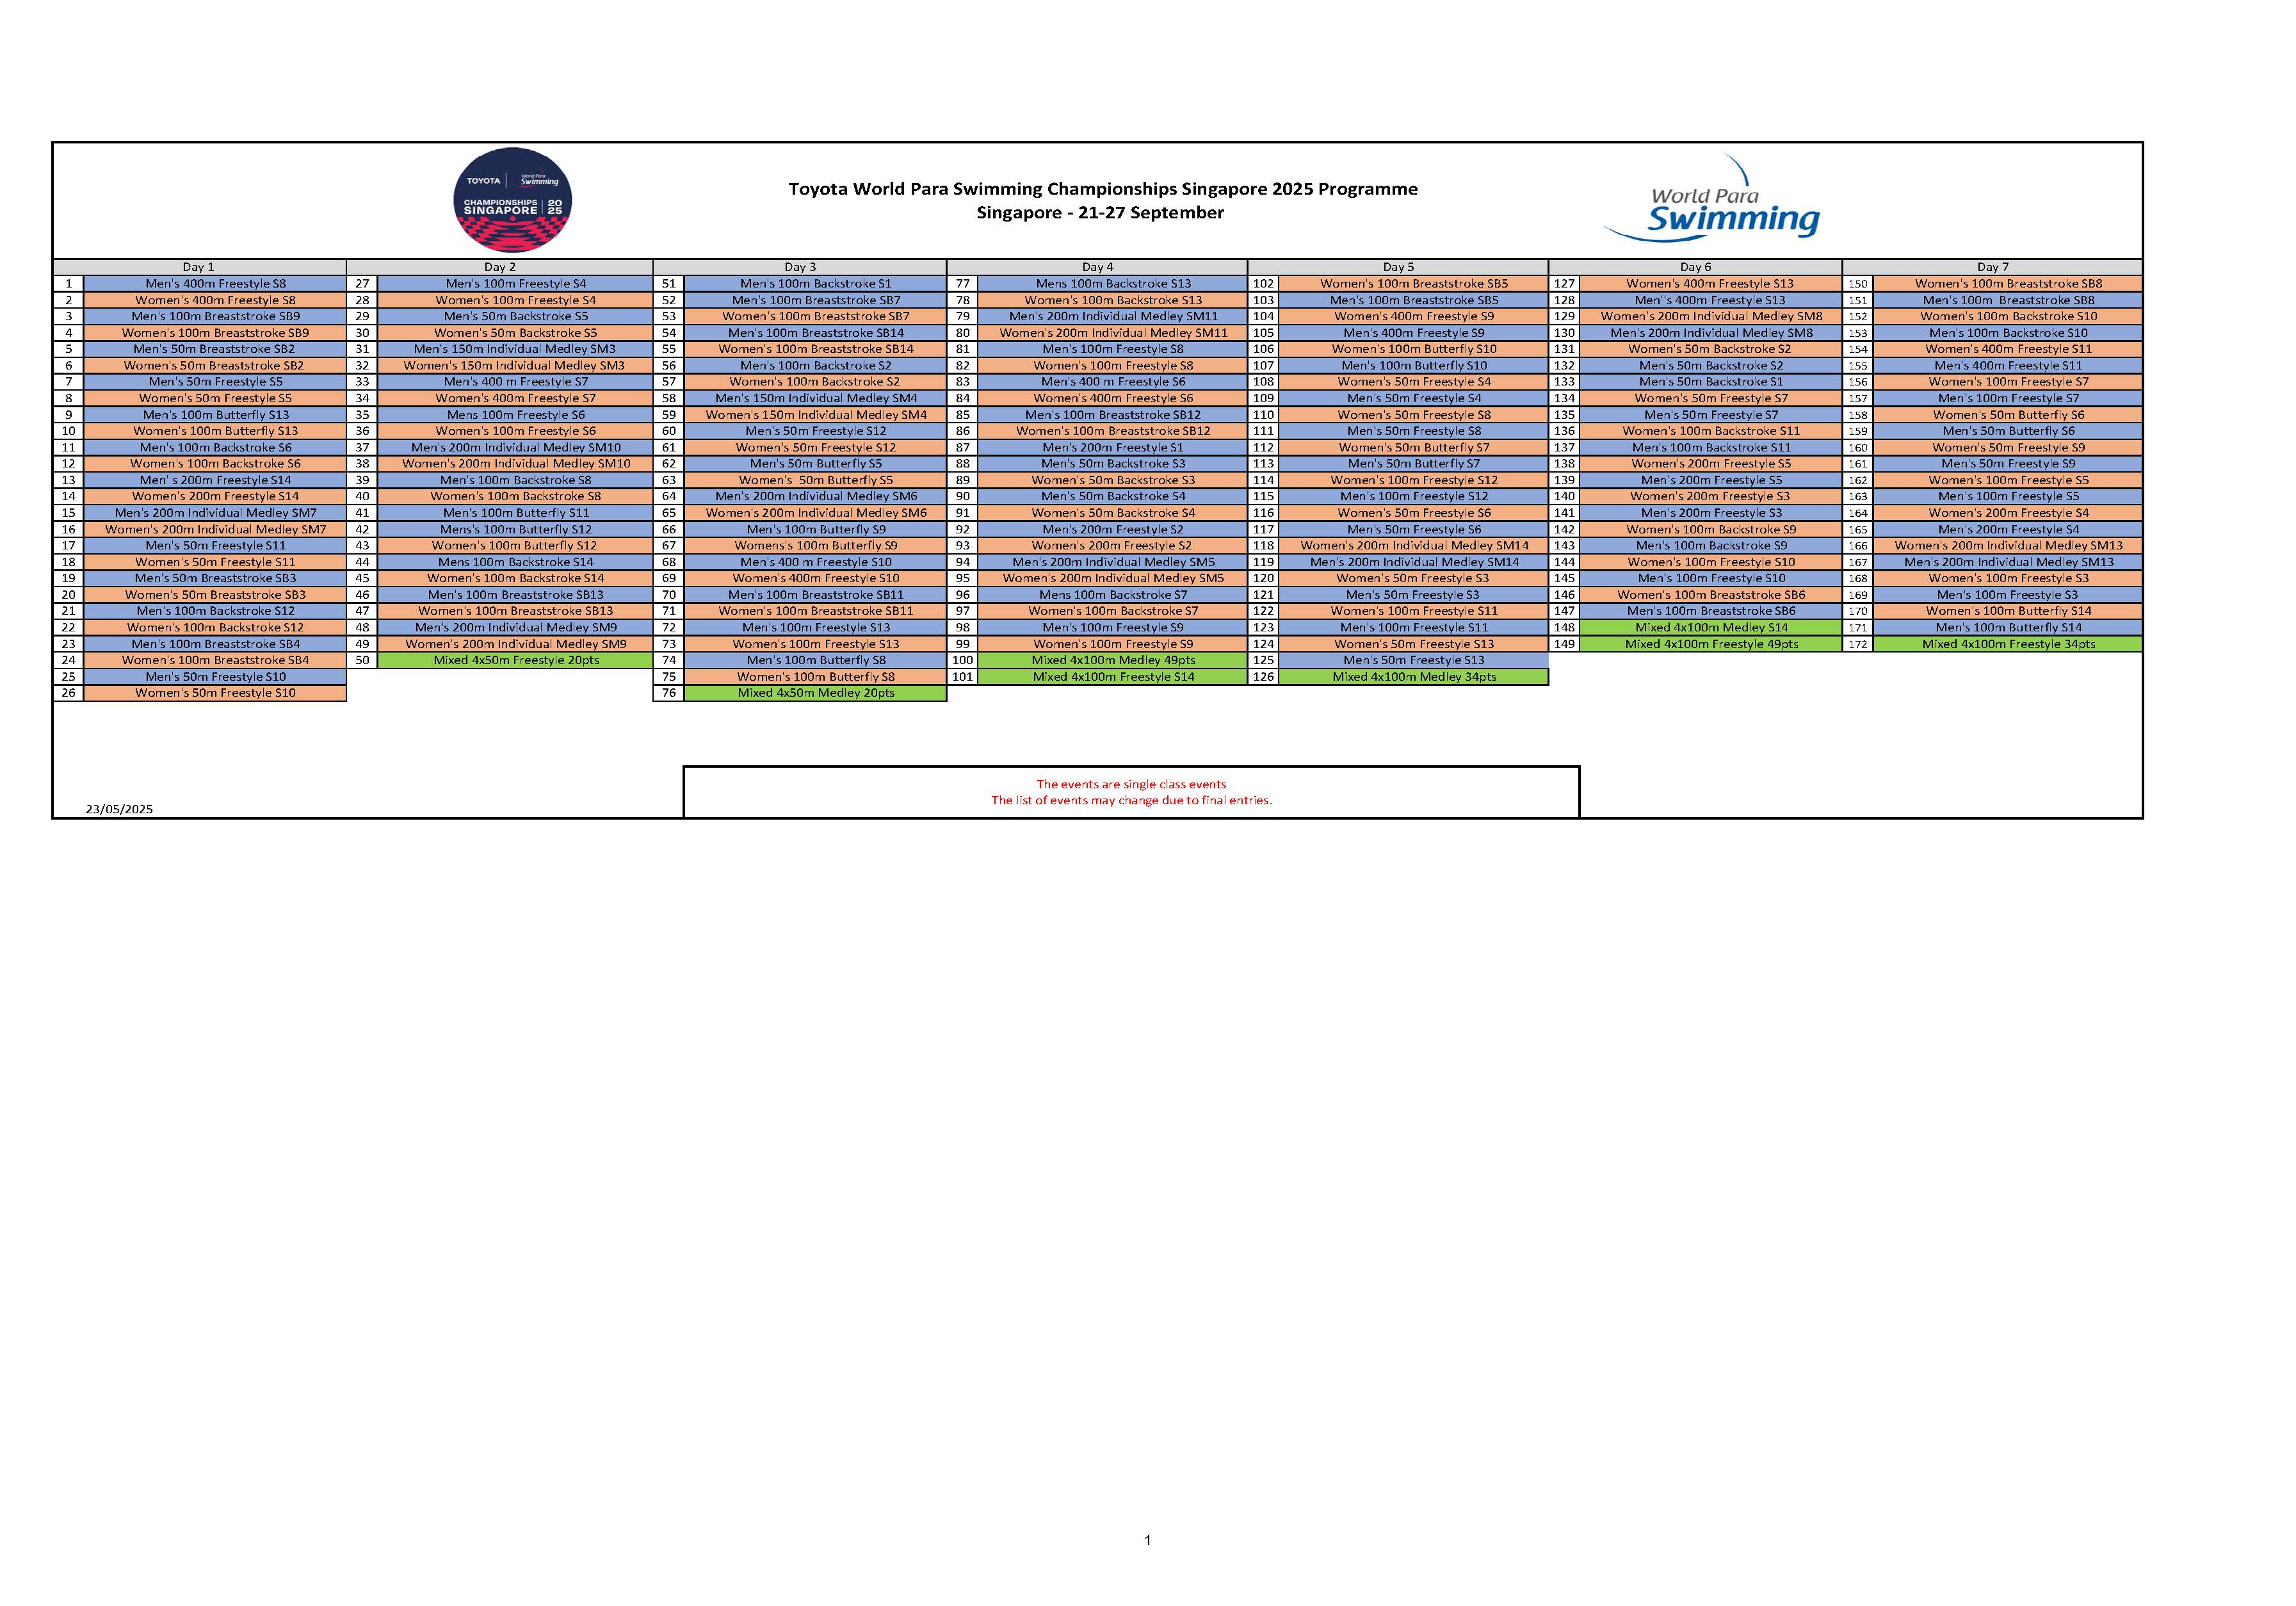 TOYOTA World Para Swimming
CHAMPIONSHIPS 20
SINGAPORE 25
Toyota World Para Swimming Championships Singapore 2025 Programme
Singapore - 21-27 September
World Para
Swimming
Day 1 Day 2 Day 3 Day 4 Day 5 Day 6 Day 7
1 Men's 400m Freestyle S8 27 Men's 100m Freestyle S4 51 Men's 100m Backstroke S1 77 Mens 100m Backstroke S13 102 Women's 100m Breaststroke SB5 127 Women's 400m Freestyle S13 150 Women's 100m Breaststroke SB8
2 Women's 400m Freestyle S8 28 Women's 100m Freestyle S4 52 Men's 100m Breaststroke SB7 78 Women's 100m Backstroke S13 103 Men's 100m Breaststroke SB5 128 Men''s 400m Freestyle S13 151 Men's 100m  Breaststroke SB8
3 Men's 100m Breaststroke SB9 29 Men's 50m Backstroke S5 53 Women's 100m Breaststroke SB7 79 Men's 200m Individual Medley SM11 104 Women's 400m Freestyle S9 129 Women's 200m Individual Medley SM8 152 Women's 100m Backstroke S10
4 Women's 100m Breaststroke SB9 30 Women's 50m Backstroke S5 54 Men's 100m Breaststroke SB14 80 Women's 200m Individual Medley SM11 105 Men's 400m Freestyle S9 130 Men's 200m Individual Medley SM8 153 Men's 100m Backstroke S10
5 Men's 50m Breaststroke SB2 31 Men's 150m Individual Medley SM3 55 Women's 100m Breaststroke SB14 81 Men's 100m Freestyle S8 106 Women's 100m Butterfly S10 131 Women's 50m Backstroke S2 154 Women's 400m Freestyle S11
6 Women's 50m Breaststroke SB2 32 Women's 150m Individual Medley SM3 56 Men's 100m Backstroke S2 82 Women's 100m Freestyle S8 107 Men's 100m Butterfly S10 132 Men's 50m Backstroke S2 155 Men's 400m Freestyle S11
7 Men's 50m Freestyle S5 33 Men's 400 m Freestyle S7 57 Women's 100m Backstroke S2 83 Men's 400 m Freestyle S6 108 Women's 50m Freestyle S4 133 Men's 50m Backstroke S1 156 Women's 100m Freestyle S7
8 Women's 50m Freestyle S5 34 Women's 400m Freestyle S7 58 Men's 150m Individual Medley SM4 84 Women's 400m Freestyle S6 109 Men's 50m Freestyle S4 134 Women's 50m Freestyle S7 157 Men's 100m Freestyle S7
9 Men's 100m Butterfly S13 35 Mens 100m Freestyle S6 59 Women's 150m Individual Medley SM4 85 Men's 100m Breaststroke SB12 110 Women's 50m Freestyle S8 135 Men's 50m Freestyle S7 158 Women's 50m Butterfly S6
10 Women's 100m Butterfly S13 36 Women's 100m Freestyle S6 60 Men's 50m Freestyle S12 86 Women's 100m Breaststroke SB12 111 Men's 50m Freestyle S8 136 Women's 100m Backstroke S11 159 Men's 50m Butterfly S6
11 Men's 100m Backstroke S6 37 Men's 200m Individual Medley SM10 61 Women's 50m Freestyle S12 87 Men's 200m Freestyle S1 112 Women's 50m Butterfly S7 137 Men's 100m Backstroke S11 160 Women's 50m Freestyle S9
12 Women's 100m Backstroke S6 38 Women's 200m Individual Medley SM10 62 Men's 50m Butterfly S5 88 Men's 50m Backstroke S3 113 Men's 50m Butterfly S7 138 Women's 200m Freestyle S5 161 Men's 50m Freestyle S9
13 Men' s 200m Freestyle S14 39 Men's 100m Backstroke S8 63 Women's  50m Butterfly S5 89 Women's 50m Backstroke S3 114 Women's 100m Freestyle S12 139 Men's 200m Freestyle S5 162 Women's 100m Freestyle S5
14 Women's 200m Freestyle S14 40 Women's 100m Backstroke S8 64 Men's 200m Individual Medley SM6 90 Men's 50m Backstroke S4 115 Men's 100m Freestyle S12 140 Women's 200m Freestyle S3 163 Men's 100m Freestyle S5
15 Men's 200m Individual Medley SM7 41 Men's 100m Butterfly S11 65 Women's 200m Individual Medley SM6 91 Women's 50m Backstroke S4 116 Women's 50m Freestyle S6 141 Men's 200m Freestyle S3 164 Women's 200m Freestyle S4
16 Women's 200m Individual Medley SM7 42 Mens's 100m Butterfly S12 66 Men's 100m Butterfly S9 92 Men's 200m Freestyle S2 117 Men's 50m Freestyle S6 142 Women's 100m Backstroke S9 165 Men's 200m Freestyle S4
17 Men's 50m Freestyle S11 43 Women's 100m Butterfly S12 67 Womens's 100m Butterfly S9 93 Women's 200m Freestyle S2 118 Women's 200m Individual Medley SM14 143 Men's 100m Backstroke S9 166 Women's 200m Individual Medley SM13
18 Women's 50m Freestyle S11 44 Mens 100m Backstroke S14 68 Men's 400 m Freestyle S10 94 Men's 200m Individual Medley SM5 119 Men's 200m Individual Medley SM14 144 Women's 100m Freestyle S10 167 Men's 200m Individual Medley SM13
19 Men's 50m Breaststroke SB3 45 Women's 100m Backstroke S14 69 Women's 400m Freestyle S10 95 Women's 200m Individual Medley SM5 120 Women's 50m Freestyle S3 145 Men's 100m Freestyle S10 168 Women's 100m Freestyle S3
20 Women's 50m Breaststroke SB3 46 Men's 100m Breaststroke SB13 70 Men's 100m Breaststroke SB11 96 Mens 100m Backstroke S7 121 Men's 50m Freestyle S3 146 Women's 100m Breaststroke SB6 169 Men's 100m Freestyle S3
21 Men's 100m Backstroke S12 47 Women's 100m Breaststroke SB13 71 Women's 100m Breaststroke SB11 97 Women's 100m Backstroke S7 122 Women's 100m Freestyle S11 147 Men's 100m Breaststroke SB6 170 Women's 100m Butterfly S14
22 Women's 100m Backstroke S12 48 Men's 200m Individual Medley SM9 72 Men's 100m Freestyle S13 98 Men's 100m Freestyle S9 123 Men's 100m Freestyle S11 148 Mixed 4x100m Medley S14 171 Men's 100m Butterfly S14
23 Men's 100m Breaststroke SB4 49 Women's 200m Individual Medley SM9 73 Women's 100m Freestyle S13 99 Women's 100m Freestyle S9 124 Women's 50m Freestyle S13 149 Mixed 4x100m Freestyle 49pts 172 Mixed 4x100m Freestyle 34pts
24 Women's 100m Breaststroke SB4 50 Mixed 4x50m Freestyle 20pts 74 Men's 100m Butterfly S8 100 Mixed 4x100m Medley 49pts 125 Men's 50m Freestyle S13
25 Men's 50m Freestyle S10 75 Women's 100m Butterfly S8 101 Mixed 4x100m Freestyle S14 126 Mixed 4x100m Medley 34pts
26 Women's 50m Freestyle S10 76 Mixed 4x50m Medley 20pts
The events are single class events
The list of events may change due to final entries.
23/05/2025
1